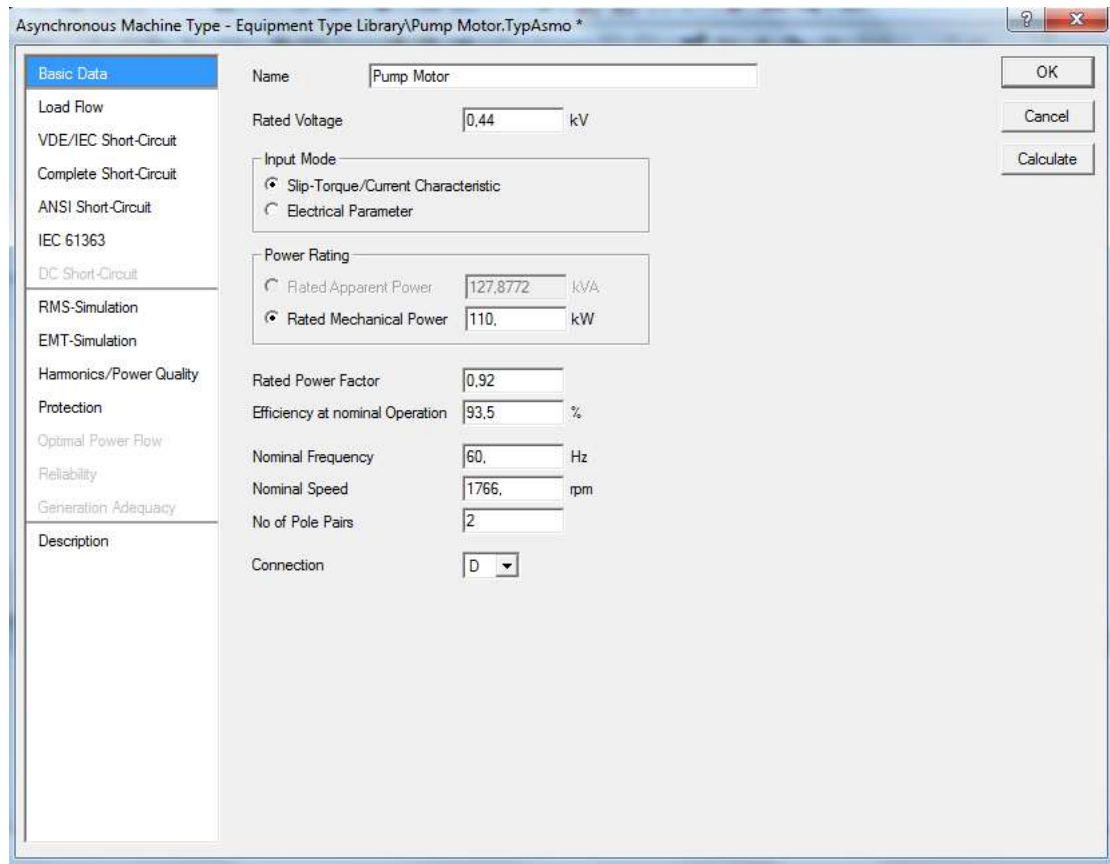 Asynchronous Machine Type - Equipment Type Library\Pump Motor.TypAsmo *
?
X
Basic Data
Load Flow
VDE/IEC Short-Circuit
Complete Short-Circuit
ANSI Short-Circuit
IEC 61363
DC Short-Circuit
RMS-Simulation
EMT-Simulation
Harmonics/Power Quality
Protection
Optimal Power Flow
Reliability
Generation Adequacy
Description
Name Pump Motor
Rated Voltage 0,44 kV
Input Mode
Slip-Torque/Current Characteristic
Electrical Parameter
Power Rating
Rated Apparent Power 127,8772 kVA
Rated Mechanical Power 110, kW
Rated Power Factor 0,92
Efficiency at nominal Operation 93,5 %
Nominal Frequency 60, Hz
Nominal Speed 1766, rpm
No of Pole Pairs 2
Connection D
OK
Cancel
Calculate